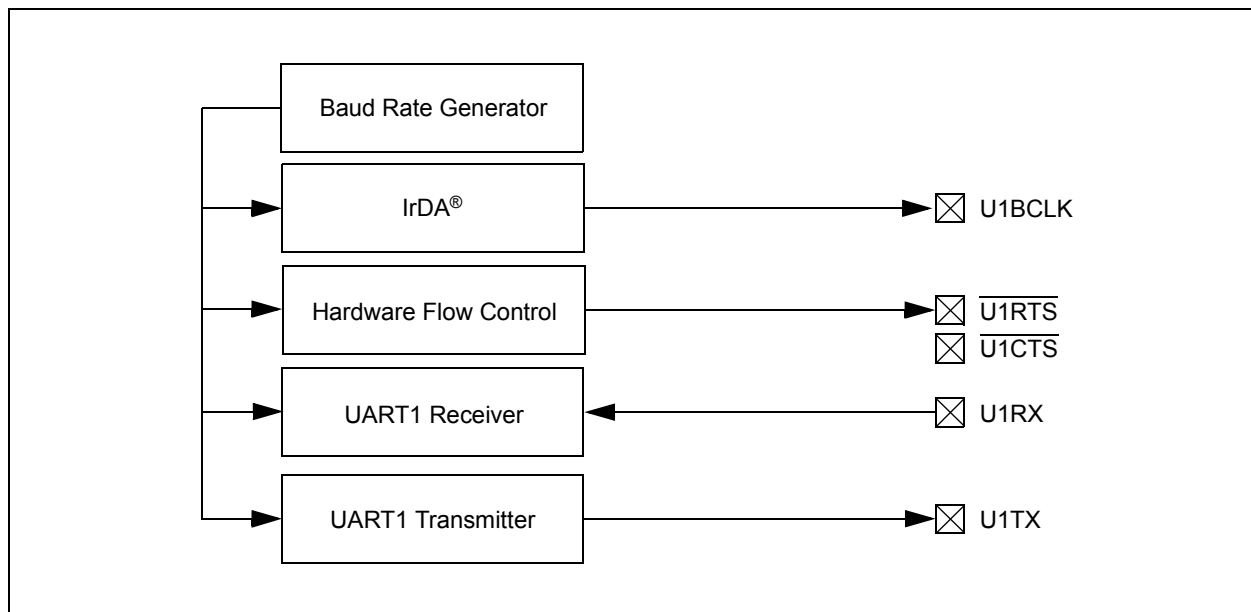 Baud Rate Generator
IrDA®
U1BCLK
Hardware Flow Control
U1RTS
U1CTS
UART1 Receiver
U1RX
UART1 Transmitter
U1TX